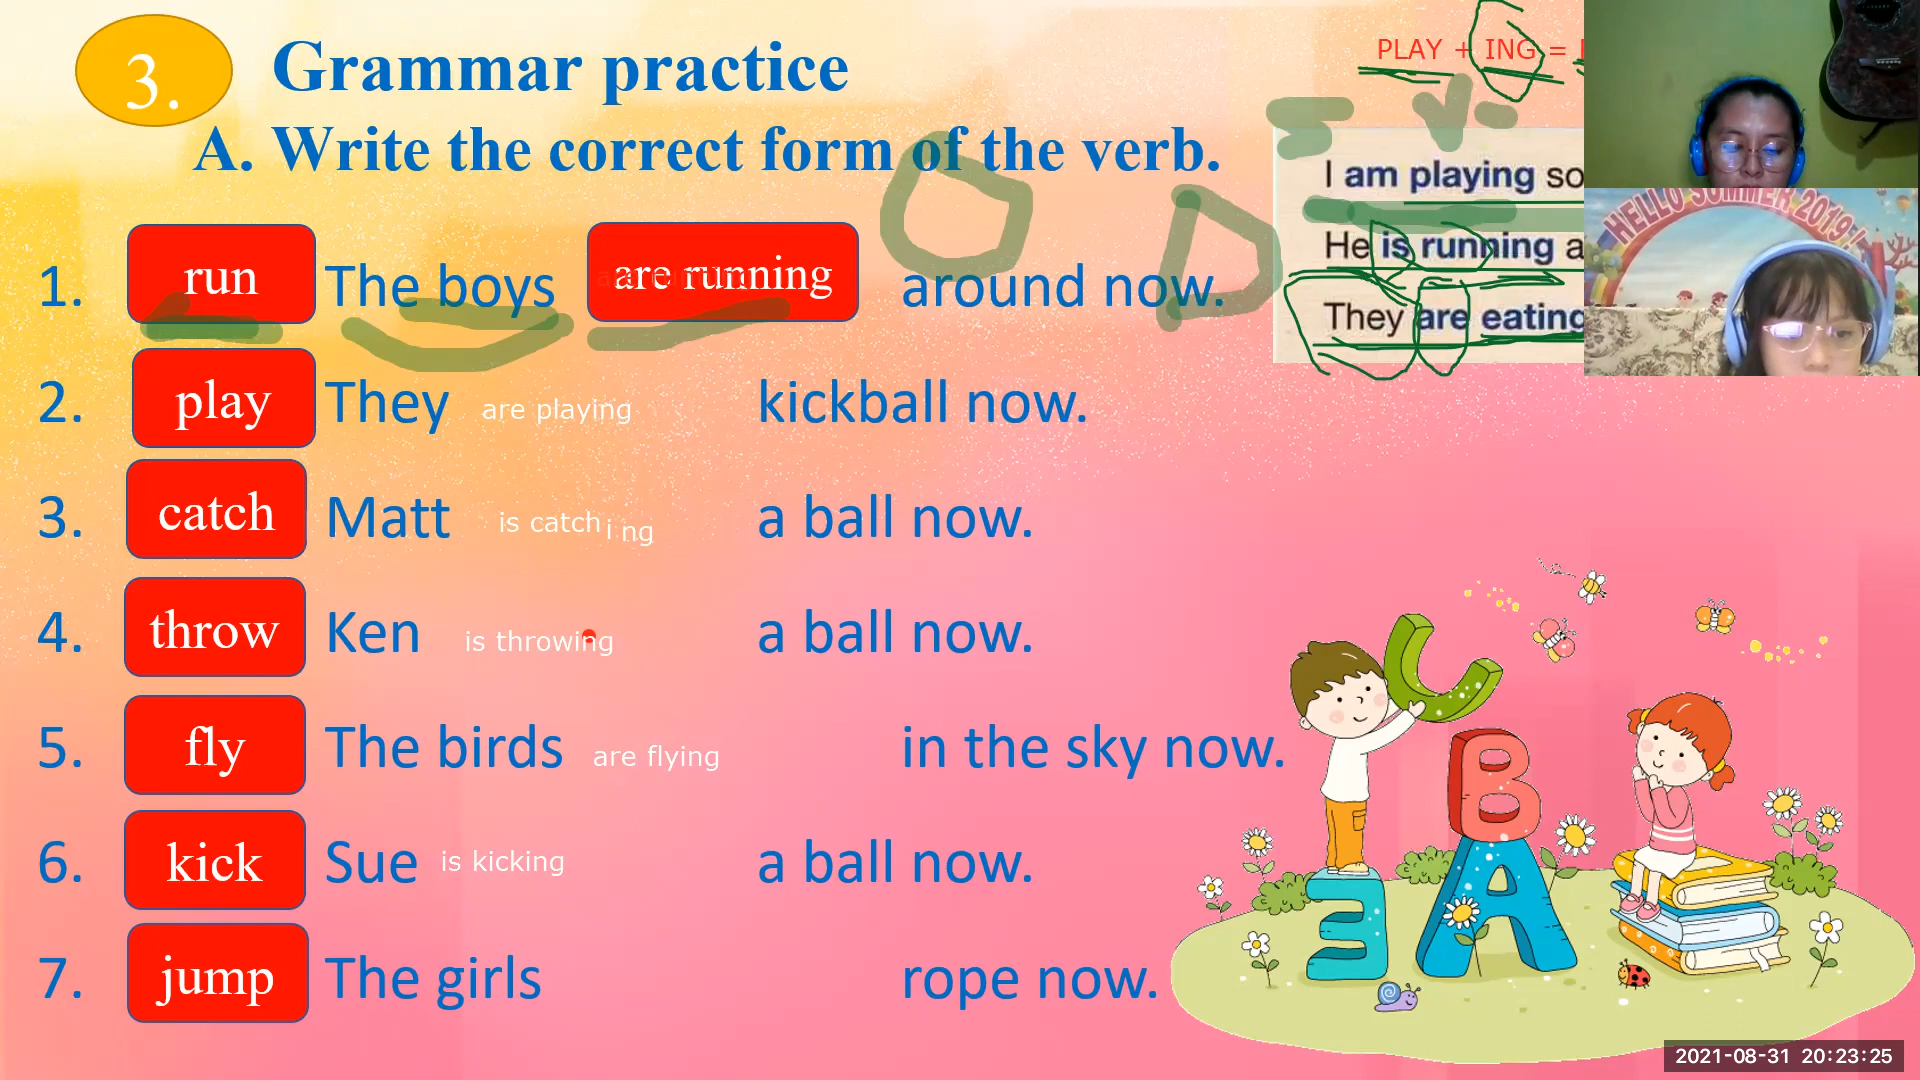 3. Grammar practice
A. Write the correct form of the verb.
PLAY + ING =
I am playing so
He is running a
They are eating
HELLO SUMMER 2019!
1. run The boys are running around now.
2. play They are playing kickball now.
3. catch Matt is catching a ball now.
4. throw Ken is throwing a ball now.
5. fly The birds are flying in the sky now.
6. kick Sue is kicking a ball now.
7. jump The girls rope now.
C
B
E A
2021-08-31 20:23:25